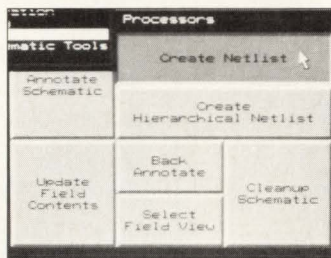 Processors
matic Tools
Create Netlist
Annotate
Schematic
Create
Hierarchical Netlist
Update
Field
Contents
Back
Annotate
Select
Field View
Cleanup
Schematic